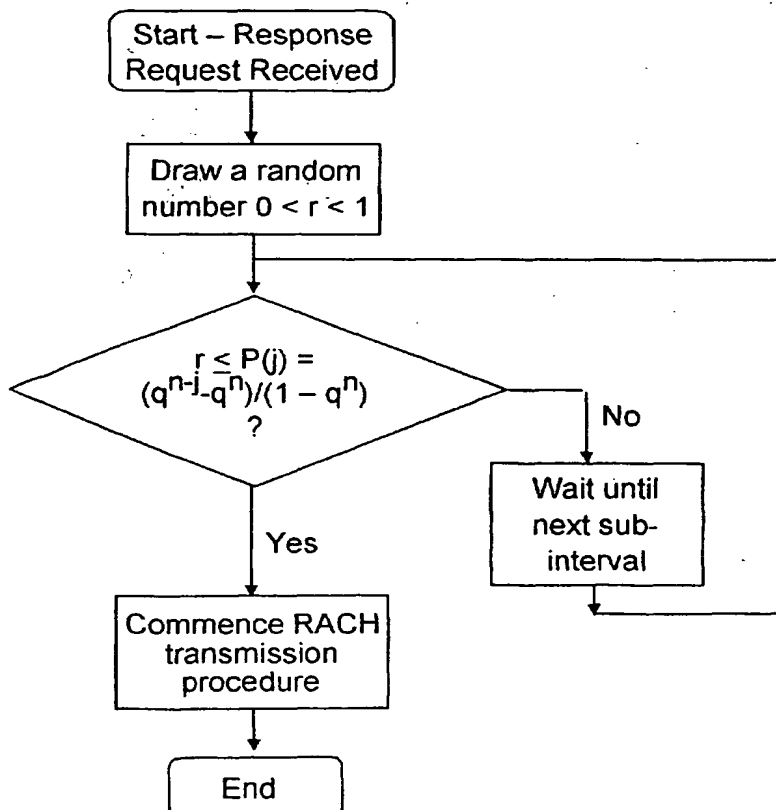 Start – Response
Request Received
Draw a random
number 0 < r < 1
r ≤ P(j) =
(q^{n-j}-q^n)/(1 – q^n)
?
No
Yes
Wait until
next sub-
interval
Commence RACH
transmission
procedure
End